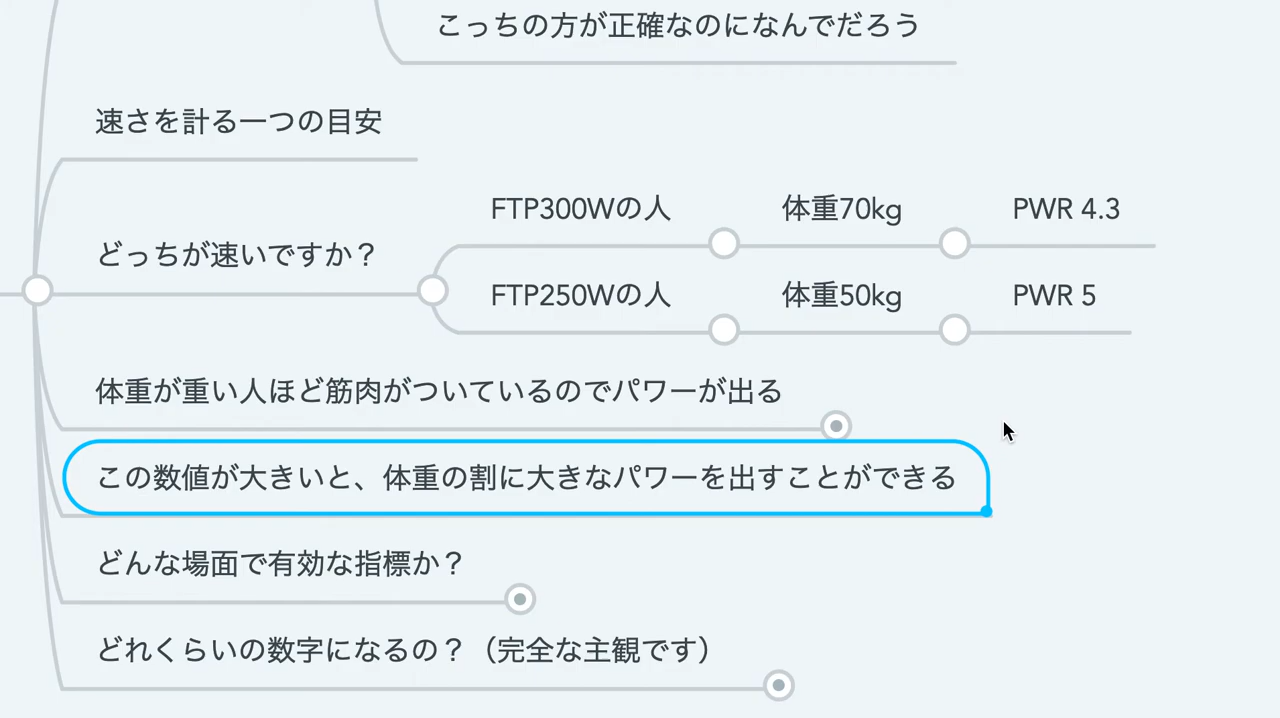 こっちの方が正確なのになんでだろう
速さを計る一つの目安
どっちが速いですか？
FTP300Wの人
体重70kg
PWR 4.3
FTP250Wの人
体重50kg
PWR 5
体重が重い人ほど筋肉がついているのでパワーが出る
この数値が大きいと、体重の割に大きなパワーを出すことができる
どんな場面で有効な指標か？
どれくらいの数字になるの？（完全な主観です）